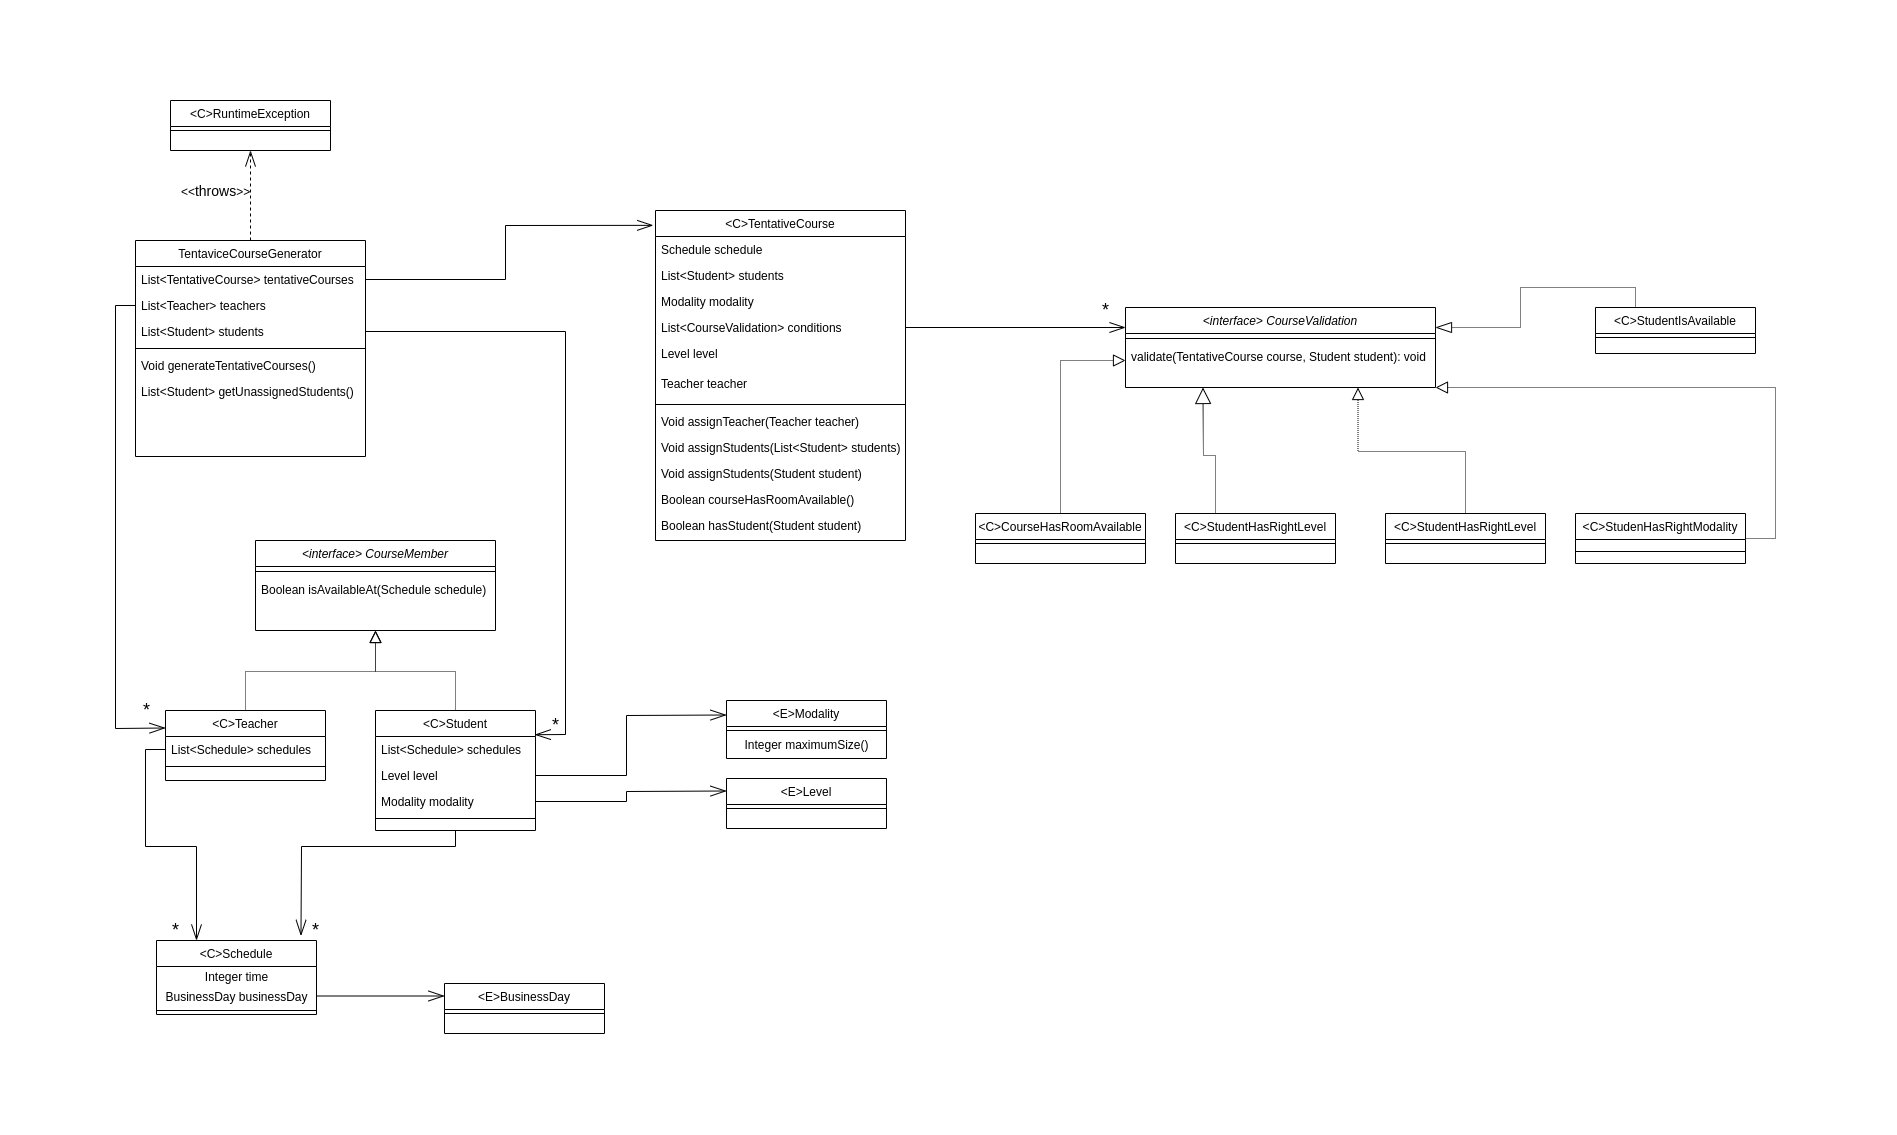 <C>RuntimeException
<<throws>>
TentaviceCourseGenerator
List<TentativeCourse> tentativeCourses
List<Teacher> teachers
List<Student> students
Void generateTentativeCourses()
List<Student> getUnassignedStudents()
<C>TentativeCourse
Schedule schedule
List<Student> students
Modality modality
List<CourseValidation> conditions
Level level
Teacher teacher
Void assignTeacher(Teacher teacher)
Void assignStudents(List<Student> students)
Void assignStudents(Student student)
Boolean courseHasRoomAvailable()
Boolean hasStudent(Student student)
*
<interface> CourseValidation
validate(TentativeCourse course, Student student): void
<C>StudentIsAvailable
<C>CourseHasRoomAvailable
<C>StudentHasRightLevel
<C>StudentHasRightLevel
<C>StudenHasRightModality
<interface> CourseMember
Boolean isAvailableAt(Schedule schedule)
*
<C>Teacher
List<Schedule> schedules
*
<C>Student
List<Schedule> schedules
Level level
Modality modality
<E>Modality
Integer maximumSize()
<E>Level
*
*
<C>Schedule
Integer time
BusinessDay businessDay
<E>BusinessDay